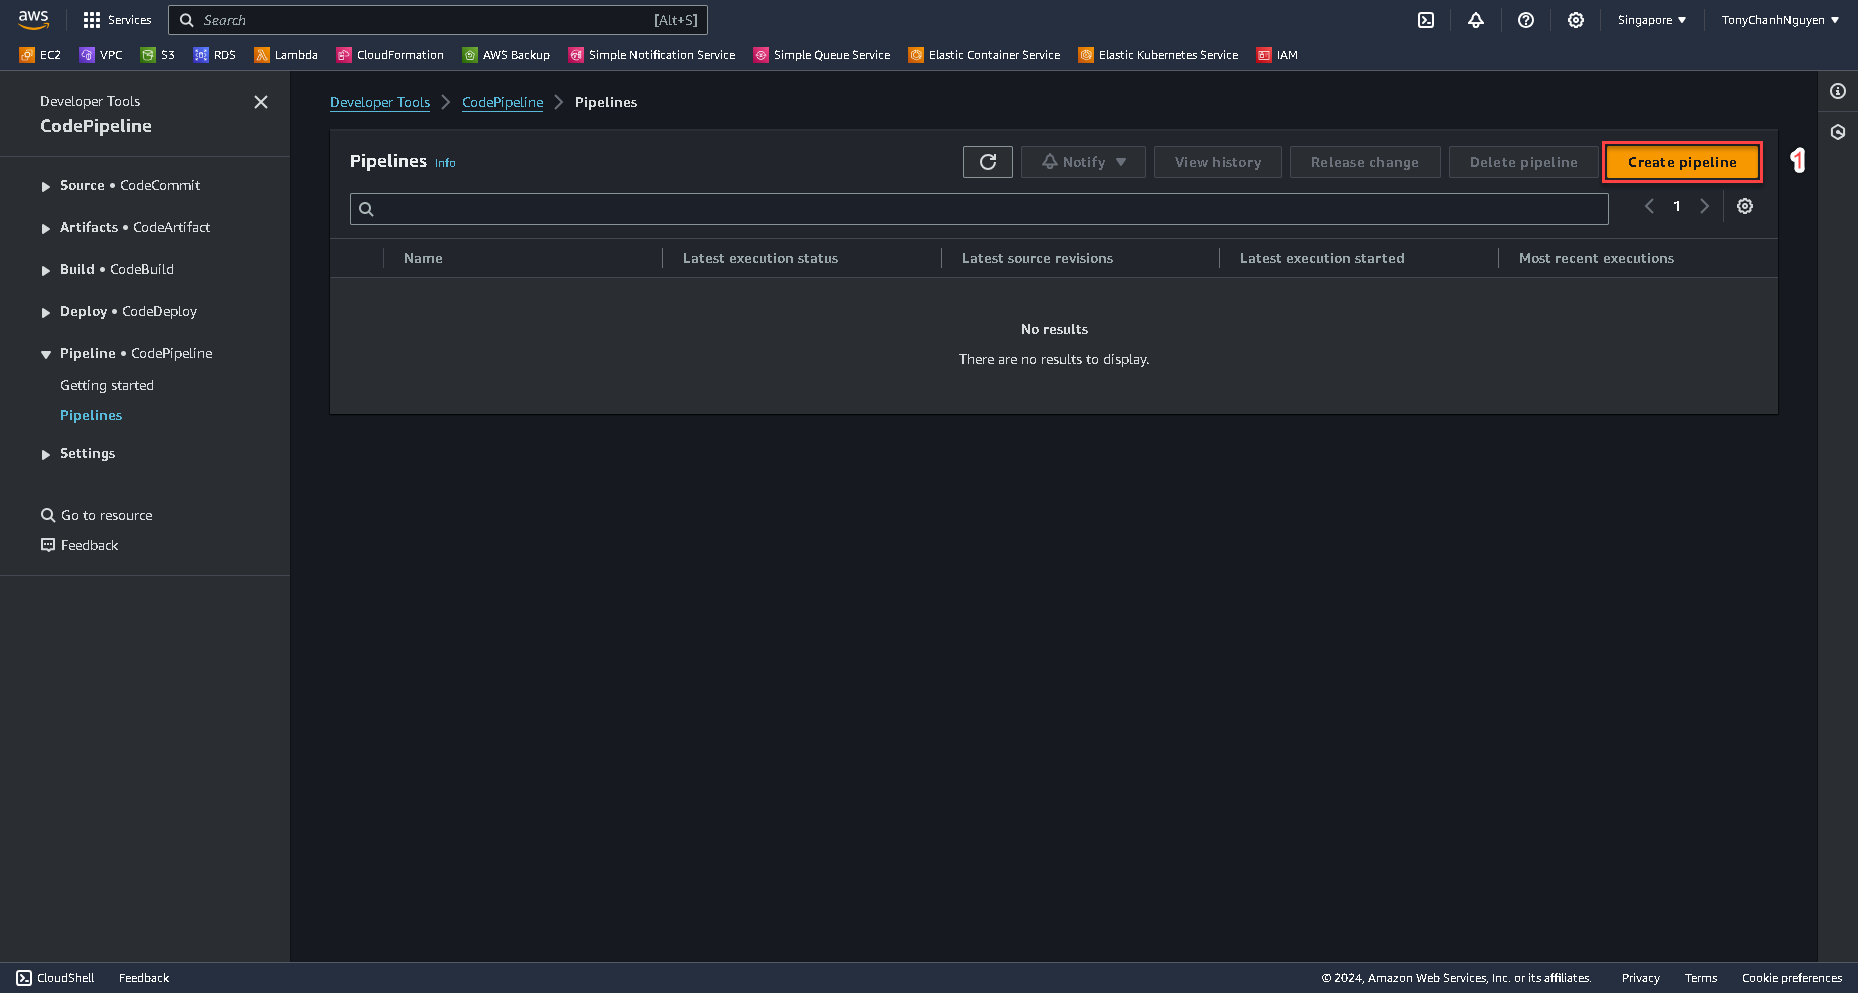 aws
Services
Search [Alt+S]
Singapore
TonyChanhNguyen
EC2
VPC
S3
RDS
Lambda
CloudFormation
AWS Backup
Simple Notification Service
Simple Queue Service
Elastic Container Service
Elastic Kubernetes Service
IAM
Developer Tools
CodePipeline
Source • CodeCommit
Artifacts • CodeArtifact
Build • CodeBuild
Deploy • CodeDeploy
Pipeline • CodePipeline
Getting started
Pipelines
Settings
Go to resource
Feedback
Developer Tools
CodePipeline
Pipelines
Pipelines Info
Notify
View history
Release change
Delete pipeline
Create pipeline
1
1
Name
Latest execution status
Latest source revisions
Latest execution started
Most recent executions
No results
There are no results to display.
CloudShell
Feedback
© 2024, Amazon Web Services, Inc. or its affiliates.
Privacy
Terms
Cookie preferences